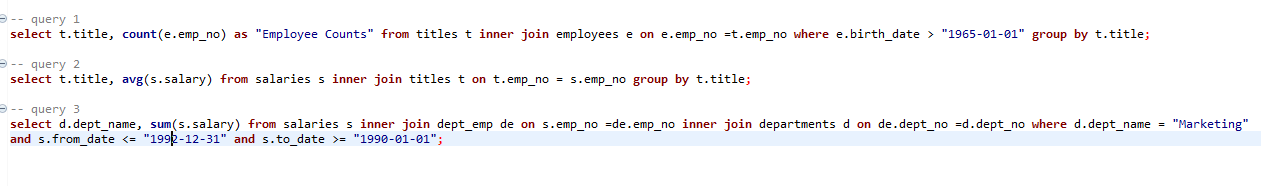 -- query 1
select t.title, count(e.emp_no) as "Employee Counts" from titles t inner join employees e on e.emp_no =t.emp_no where e.birth_date > "1965-01-01" group by t.title;
-- query 2
select t.title, avg(s.salary) from salaries s inner join titles t on t.emp_no = s.emp_no group by t.title;
-- query 3
select d.dept_name, sum(s.salary) from salaries s inner join dept_emp de on s.emp_no =de.emp_no inner join departments d on de.dept_no =d.dept_no where d.dept_name = "Marketing"
and s.from_date <= "1992-12-31" and s.to_date >= "1990-01-01";